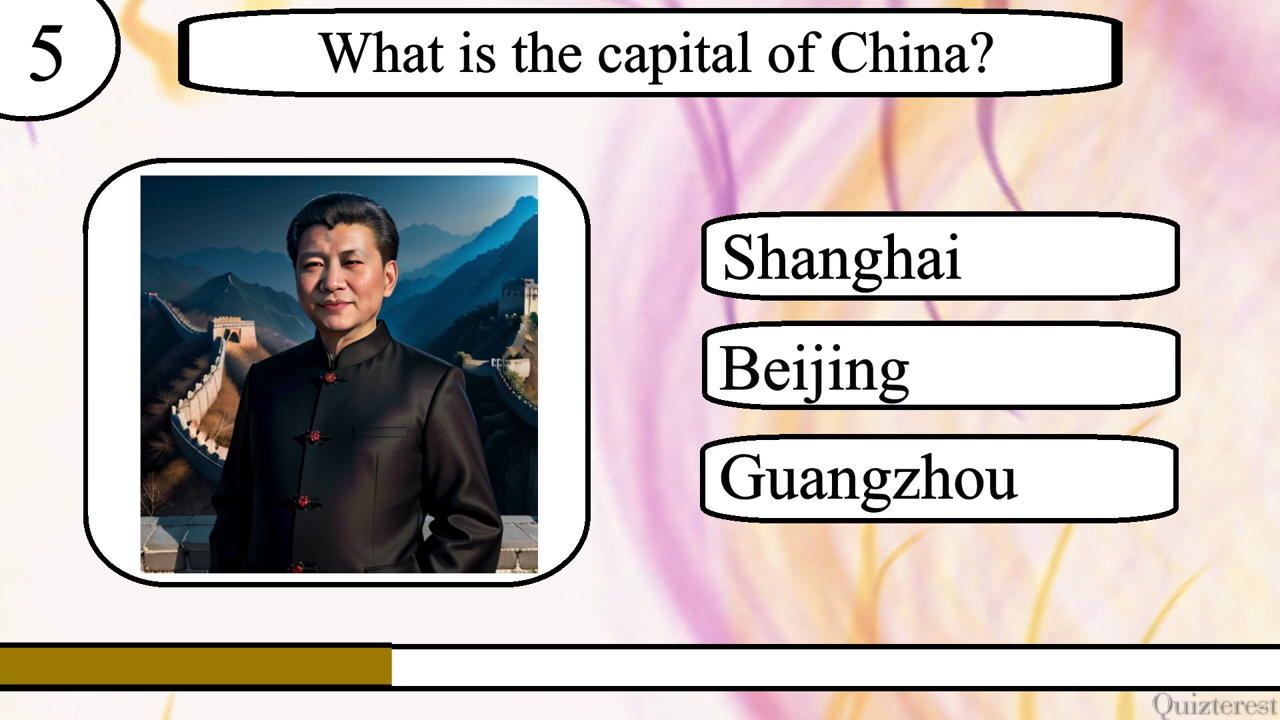 5
What is the capital of China?
Shanghai
Beijing
Guangzhou
Quizterest